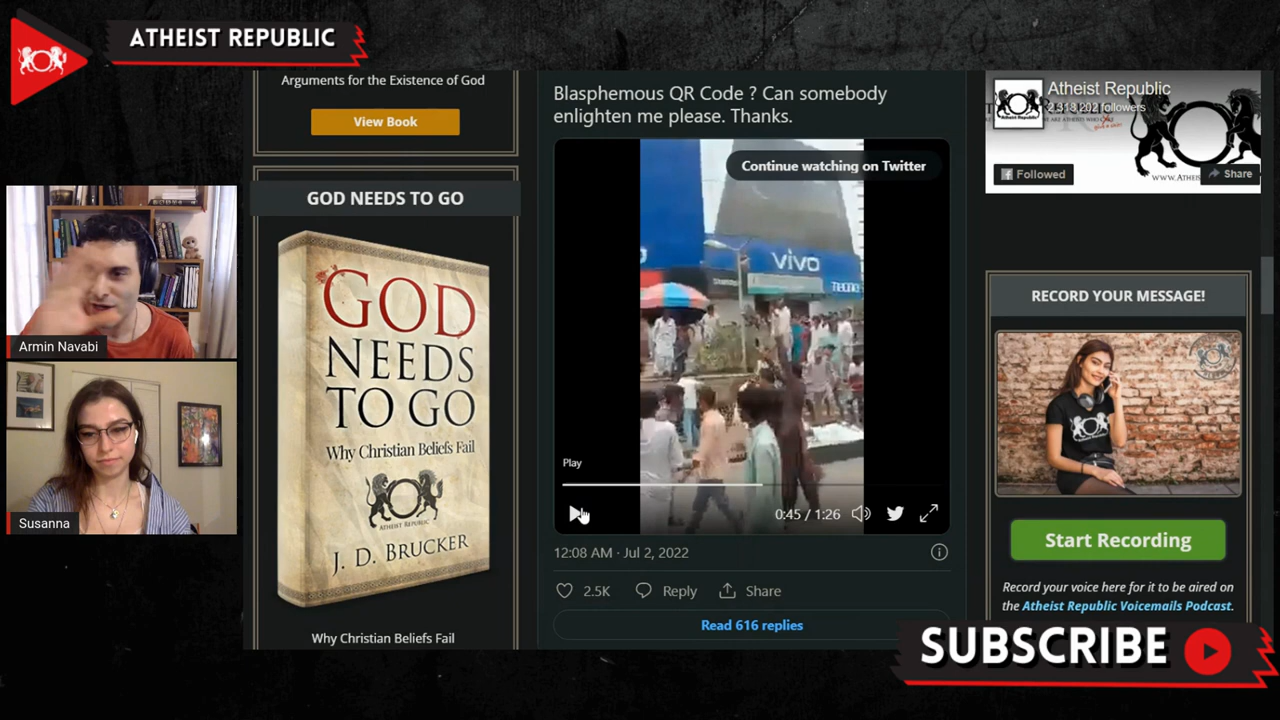 ATHEIST REPUBLIC
Arguments for the Existence of God
View Book
GOD NEEDS TO GO
GOD
NEEDS
TO GO
Why Christian Beliefs Fail
ATHEIST REPUBLIC
J. D. BRUCKER
Why Christian Beliefs Fail
Armin Navabi
Susanna
Blasphemous QR Code ? Can somebody
enlighten me please. Thanks.
Continue watching on Twitter
vivo
Play
0:45 / 1:26
12:08 AM · Jul 2, 2022
2.5K
Reply
Share
Read 616 replies
Atheist Republic
2,318,202 followers
Followed
Share
RECORD YOUR MESSAGE!
Start Recording
Record your voice here for it to be aired on
the Atheist Republic Voicemails Podcast.
SUBSCRIBE